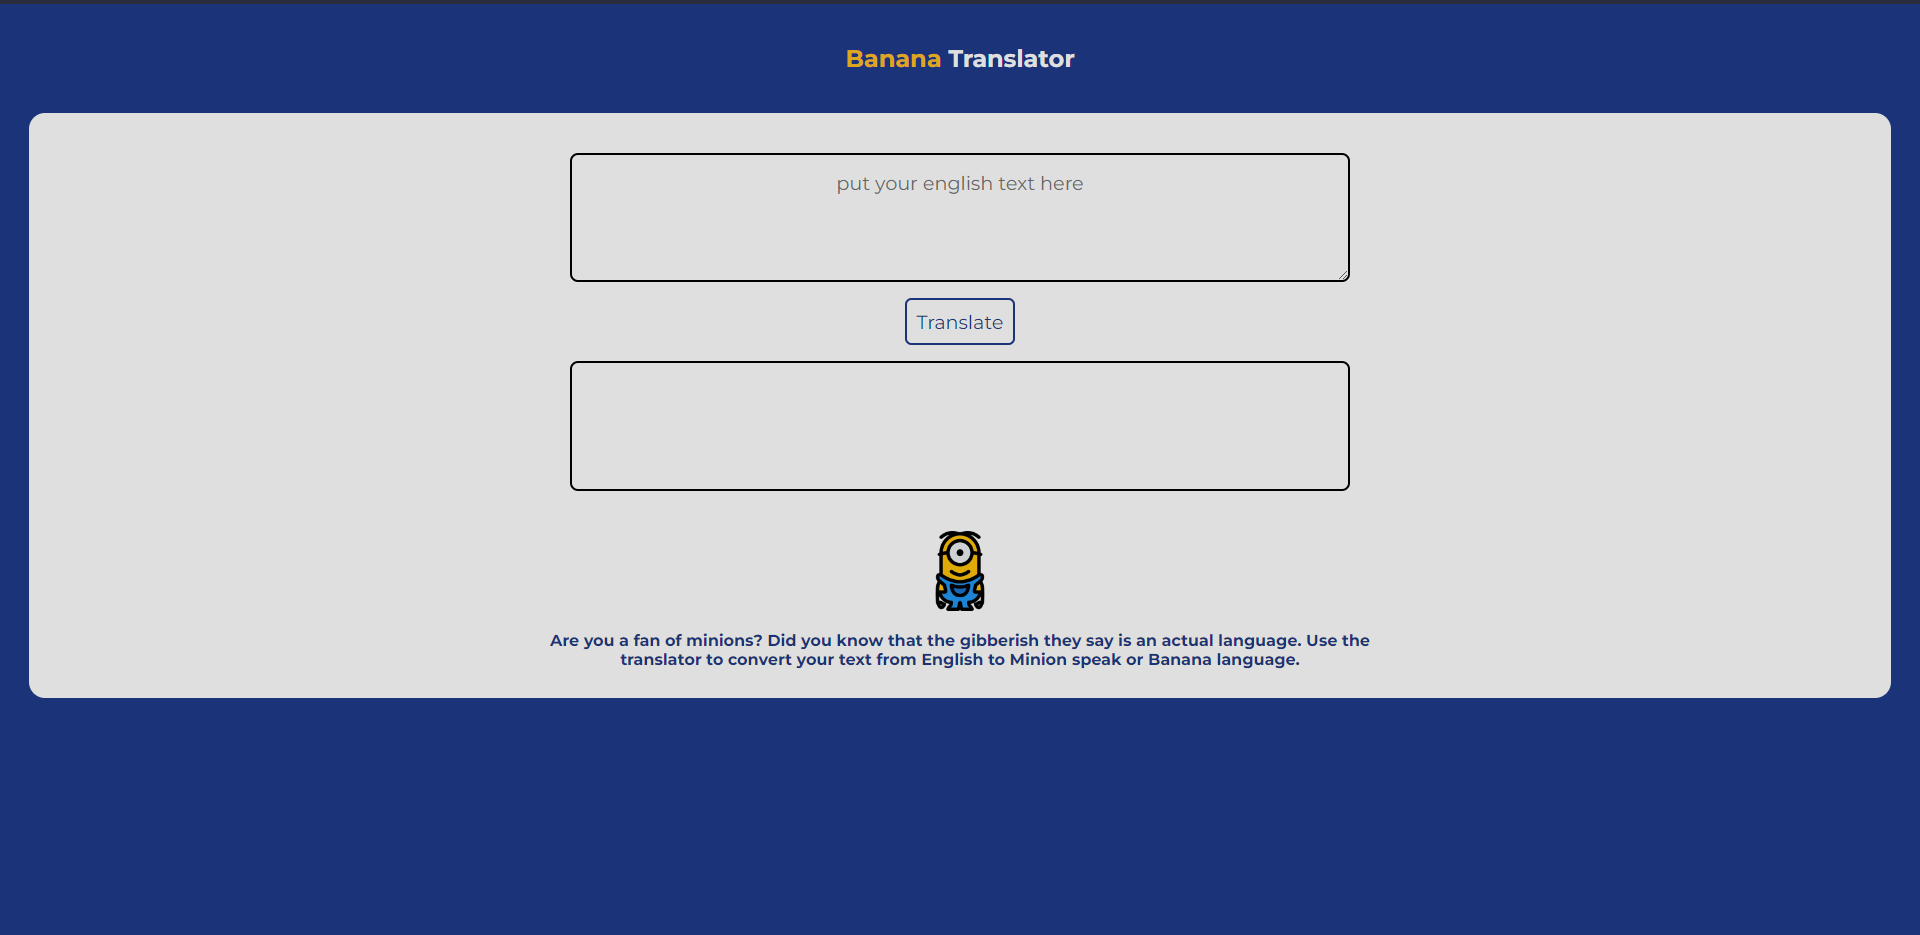 Banana Translator
put your english text here
Translate
Are you a fan of minions? Did you know that the gibberish they say is an actual language. Use the
translator to convert your text from English to Minion speak or Banana language.